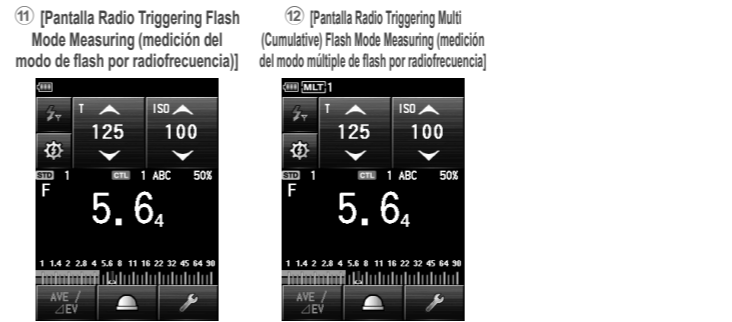 ⑪ [Pantalla Radio Triggering Flash
Mode Measuring (medición del
modo de flash por radiofrecuencia)]
T
ISO
125
100
STD 1 CTL 1 ABC 50%
F
5.6 4
1 1.4 2 2.8 4 5.6 8 11 16 22 32 45 64 90
AVE /
⊿EV
⑫ [Pantalla Radio Triggering Multi
(Cumulative) Flash Mode Measuring (medición
del modo múltiple de flash por radiofrecuencia]
MLT 1
T
ISO
125
100
STD 1 CTL 1 ABC 50%
F
5.6 4
1 1.4 2 2.8 4 5.6 8 11 16 22 32 45 64 90
AVE /
⊿EV